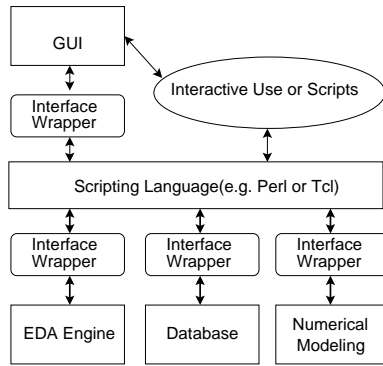 GUI
Interactive Use or Scripts
Interface
Wrapper
Scripting Language(e.g. Perl or Tcl)
Interface
Wrapper
Interface
Wrapper
Interface
Wrapper
EDA Engine
Database
Numerical
Modeling